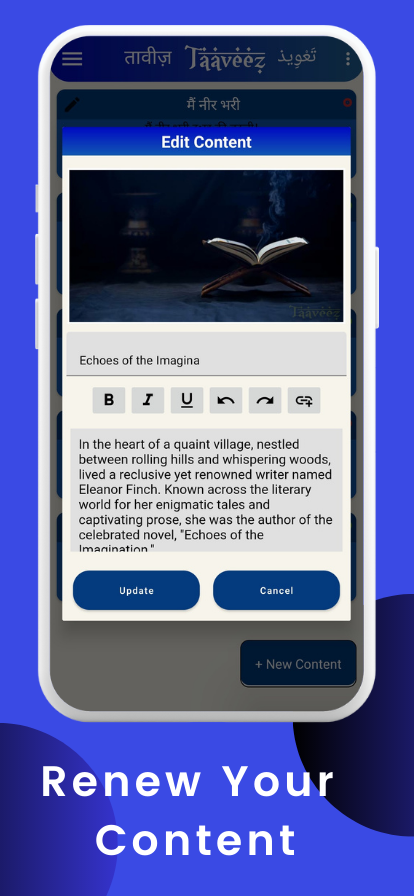 तावीज़ Taaveez تَعْوِيذ
मैं नीर भरी
Edit Content
Taaveez
Echoes of the Imagina
B I U
In the heart of a quaint village, nestled
between rolling hills and whispering woods,
lived a reclusive yet renowned writer named
Eleanor Finch. Known across the literary
world for her enigmatic tales and
captivating prose, she was the author of the
celebrated novel, "Echoes of the
Imagination."
Update Cancel
+ New Content
Renew Your
Content